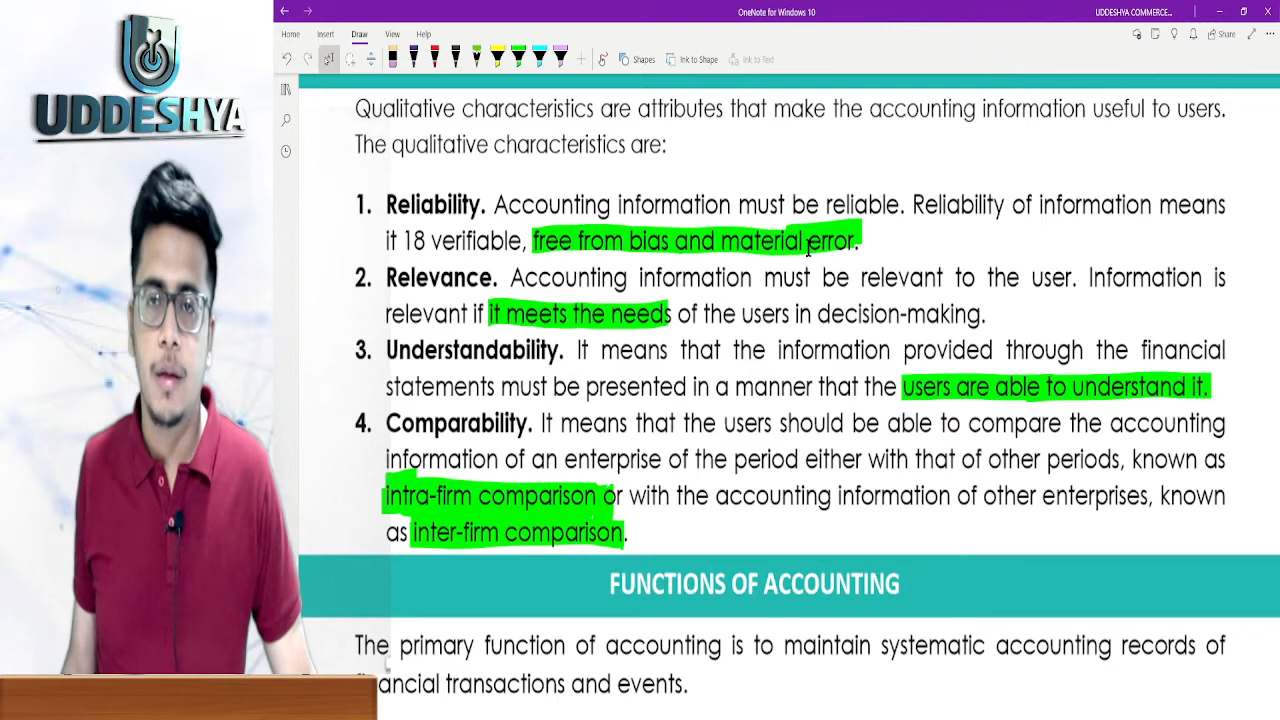 OneNote for Windows 10
UDDESHYA COMMERCE...
Home Insert Draw View Help
Share
Shapes Ink to Shape Ink to Text
UDDESHYA
Qualitative characteristics are attributes that make the accounting information useful to users.
The qualitative characteristics are:
1. Reliability. Accounting information must be reliable. Reliability of information means
it 18 verifiable, free from bias and material error.
2. Relevance. Accounting information must be relevant to the user. Information is
relevant if it meets the needs of the users in decision-making.
3. Understandability. It means that the information provided through the financial
statements must be presented in a manner that the users are able to understand it.
4. Comparability. It means that the users should be able to compare the accounting
information of an enterprise of the period either with that of other periods, known as
intra-firm comparison or with the accounting information of other enterprises, known
as inter-firm comparison.
FUNCTIONS OF ACCOUNTING
The primary function of accounting is to maintain systematic accounting records of
financial transactions and events.